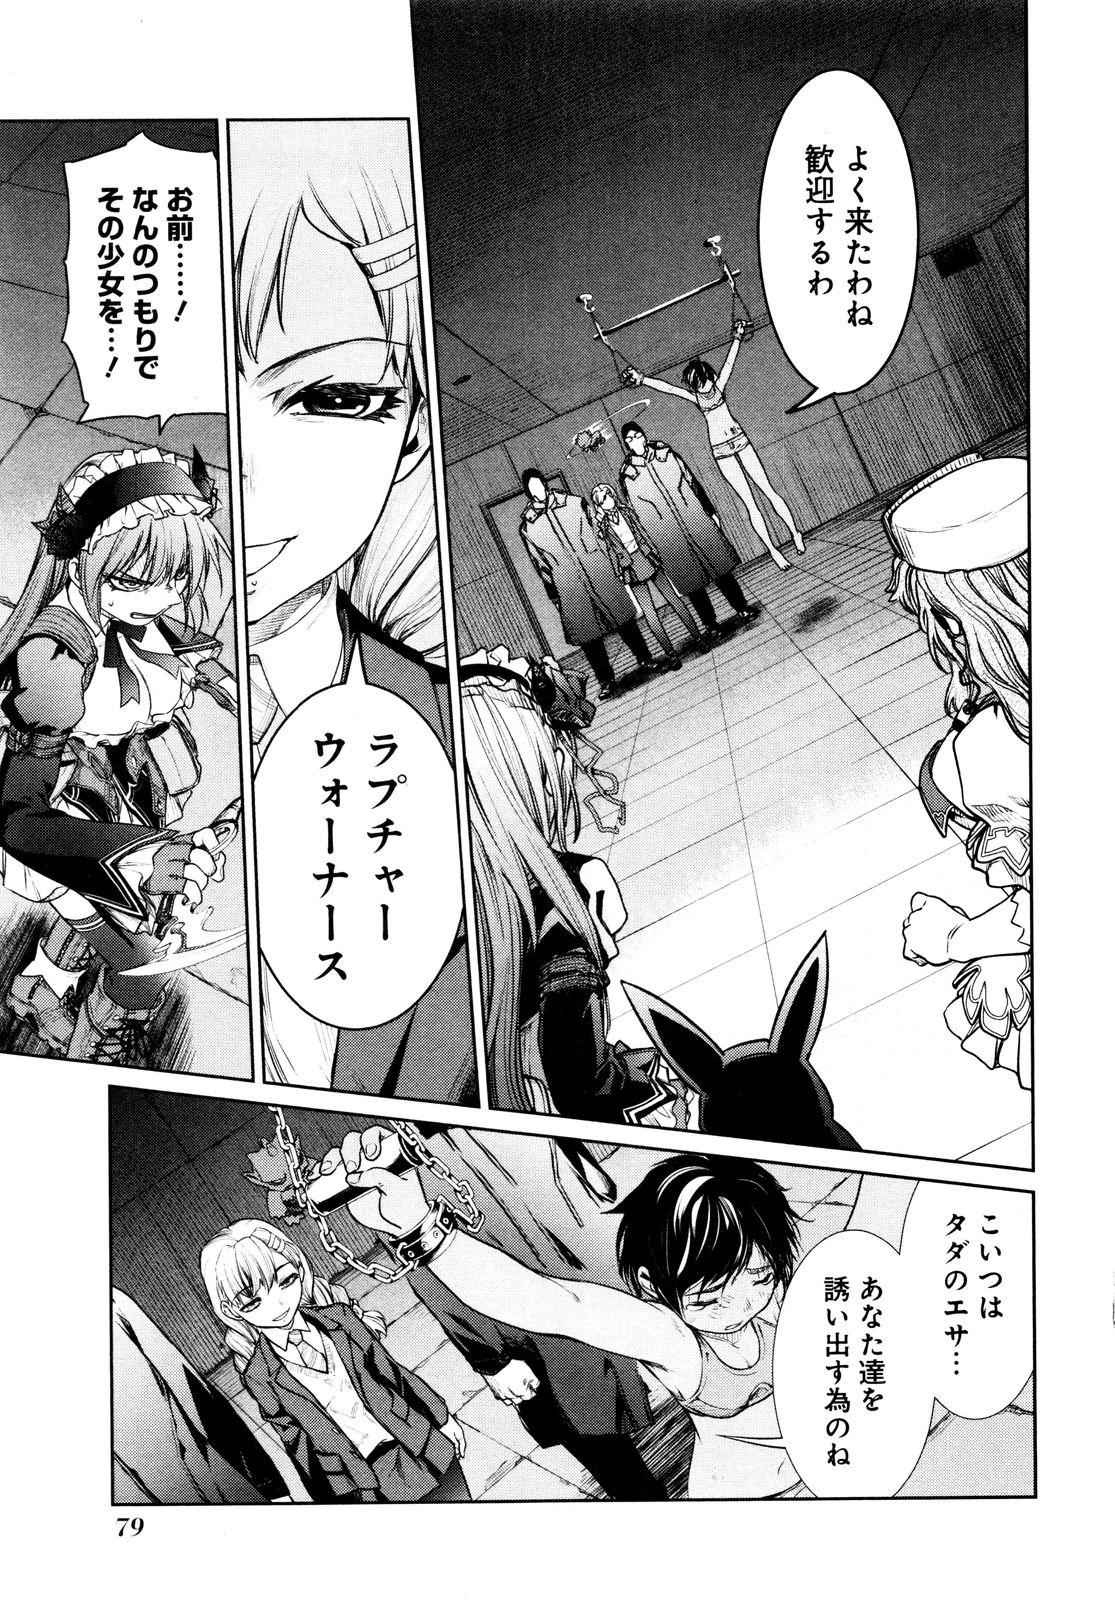 よく来たわね
歓迎するわ
ラプチャー
ウォーナース
お前……！
なんのつもりで
その少女を…！
こいつは
タダのエサ…
あなた達を
誘い出す為のね
79